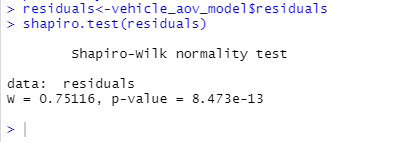 > residuals<-vehicle_aov_model$residuals
> shapiro.test(residuals)
Shapiro-Wilk normality test
data:  residuals
W = 0.75116, p-value = 8.473e-13
>